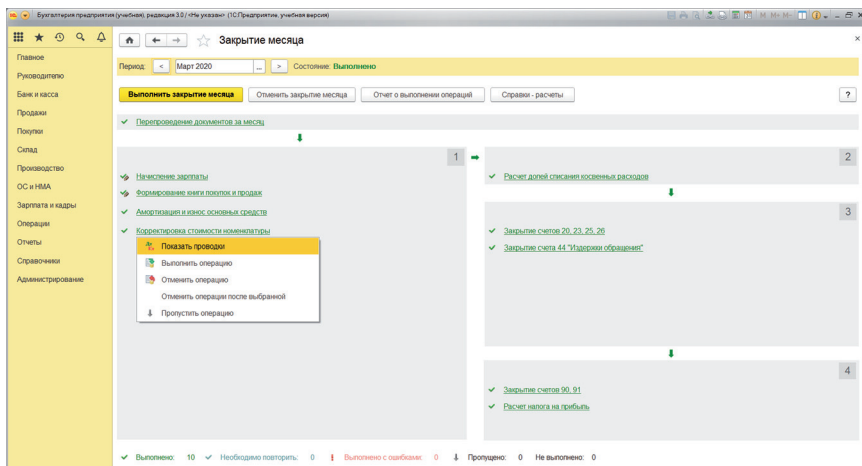 Бухгалтерия предприятия (учебная), редакция 3.0 / <Не указан> (1С:Предприятие, учебная версия)
M M+ M-
Закрытие месяца
Главное
Руководителю
Банк и касса
Продажи
Покупки
Склад
Производство
ОС и НМА
Зарплата и кадры
Операции
Отчеты
Справочники
Администрирование
Период: < Март 2020 ... > Состояние: Выполнено
Выполнить закрытие месяца Отменить закрытие месяца Отчет о выполнении операций Справки - расчеты ?
Перепроведение документов за месяц
1
Начисление зарплаты
Формирование книги покупок и продаж
Амортизация и износ основных средств
Корректировка стоимости номенклатуры
Показать проводки
Выполнить операцию
Отменить операцию
Отменить операции после выбранной
Пропустить операцию
2
Расчет долей списания косвенных расходов
3
Закрытие счетов 20, 23, 25, 26
Закрытие счета 44 "Издержки обращения"
4
Закрытие счетов 90, 91
Расчет налога на прибыль
Выполнено: 10 Необходимо повторить: 0 Выполнено с ошибками: 0 Пропущено: 0 Не выполнено: 0